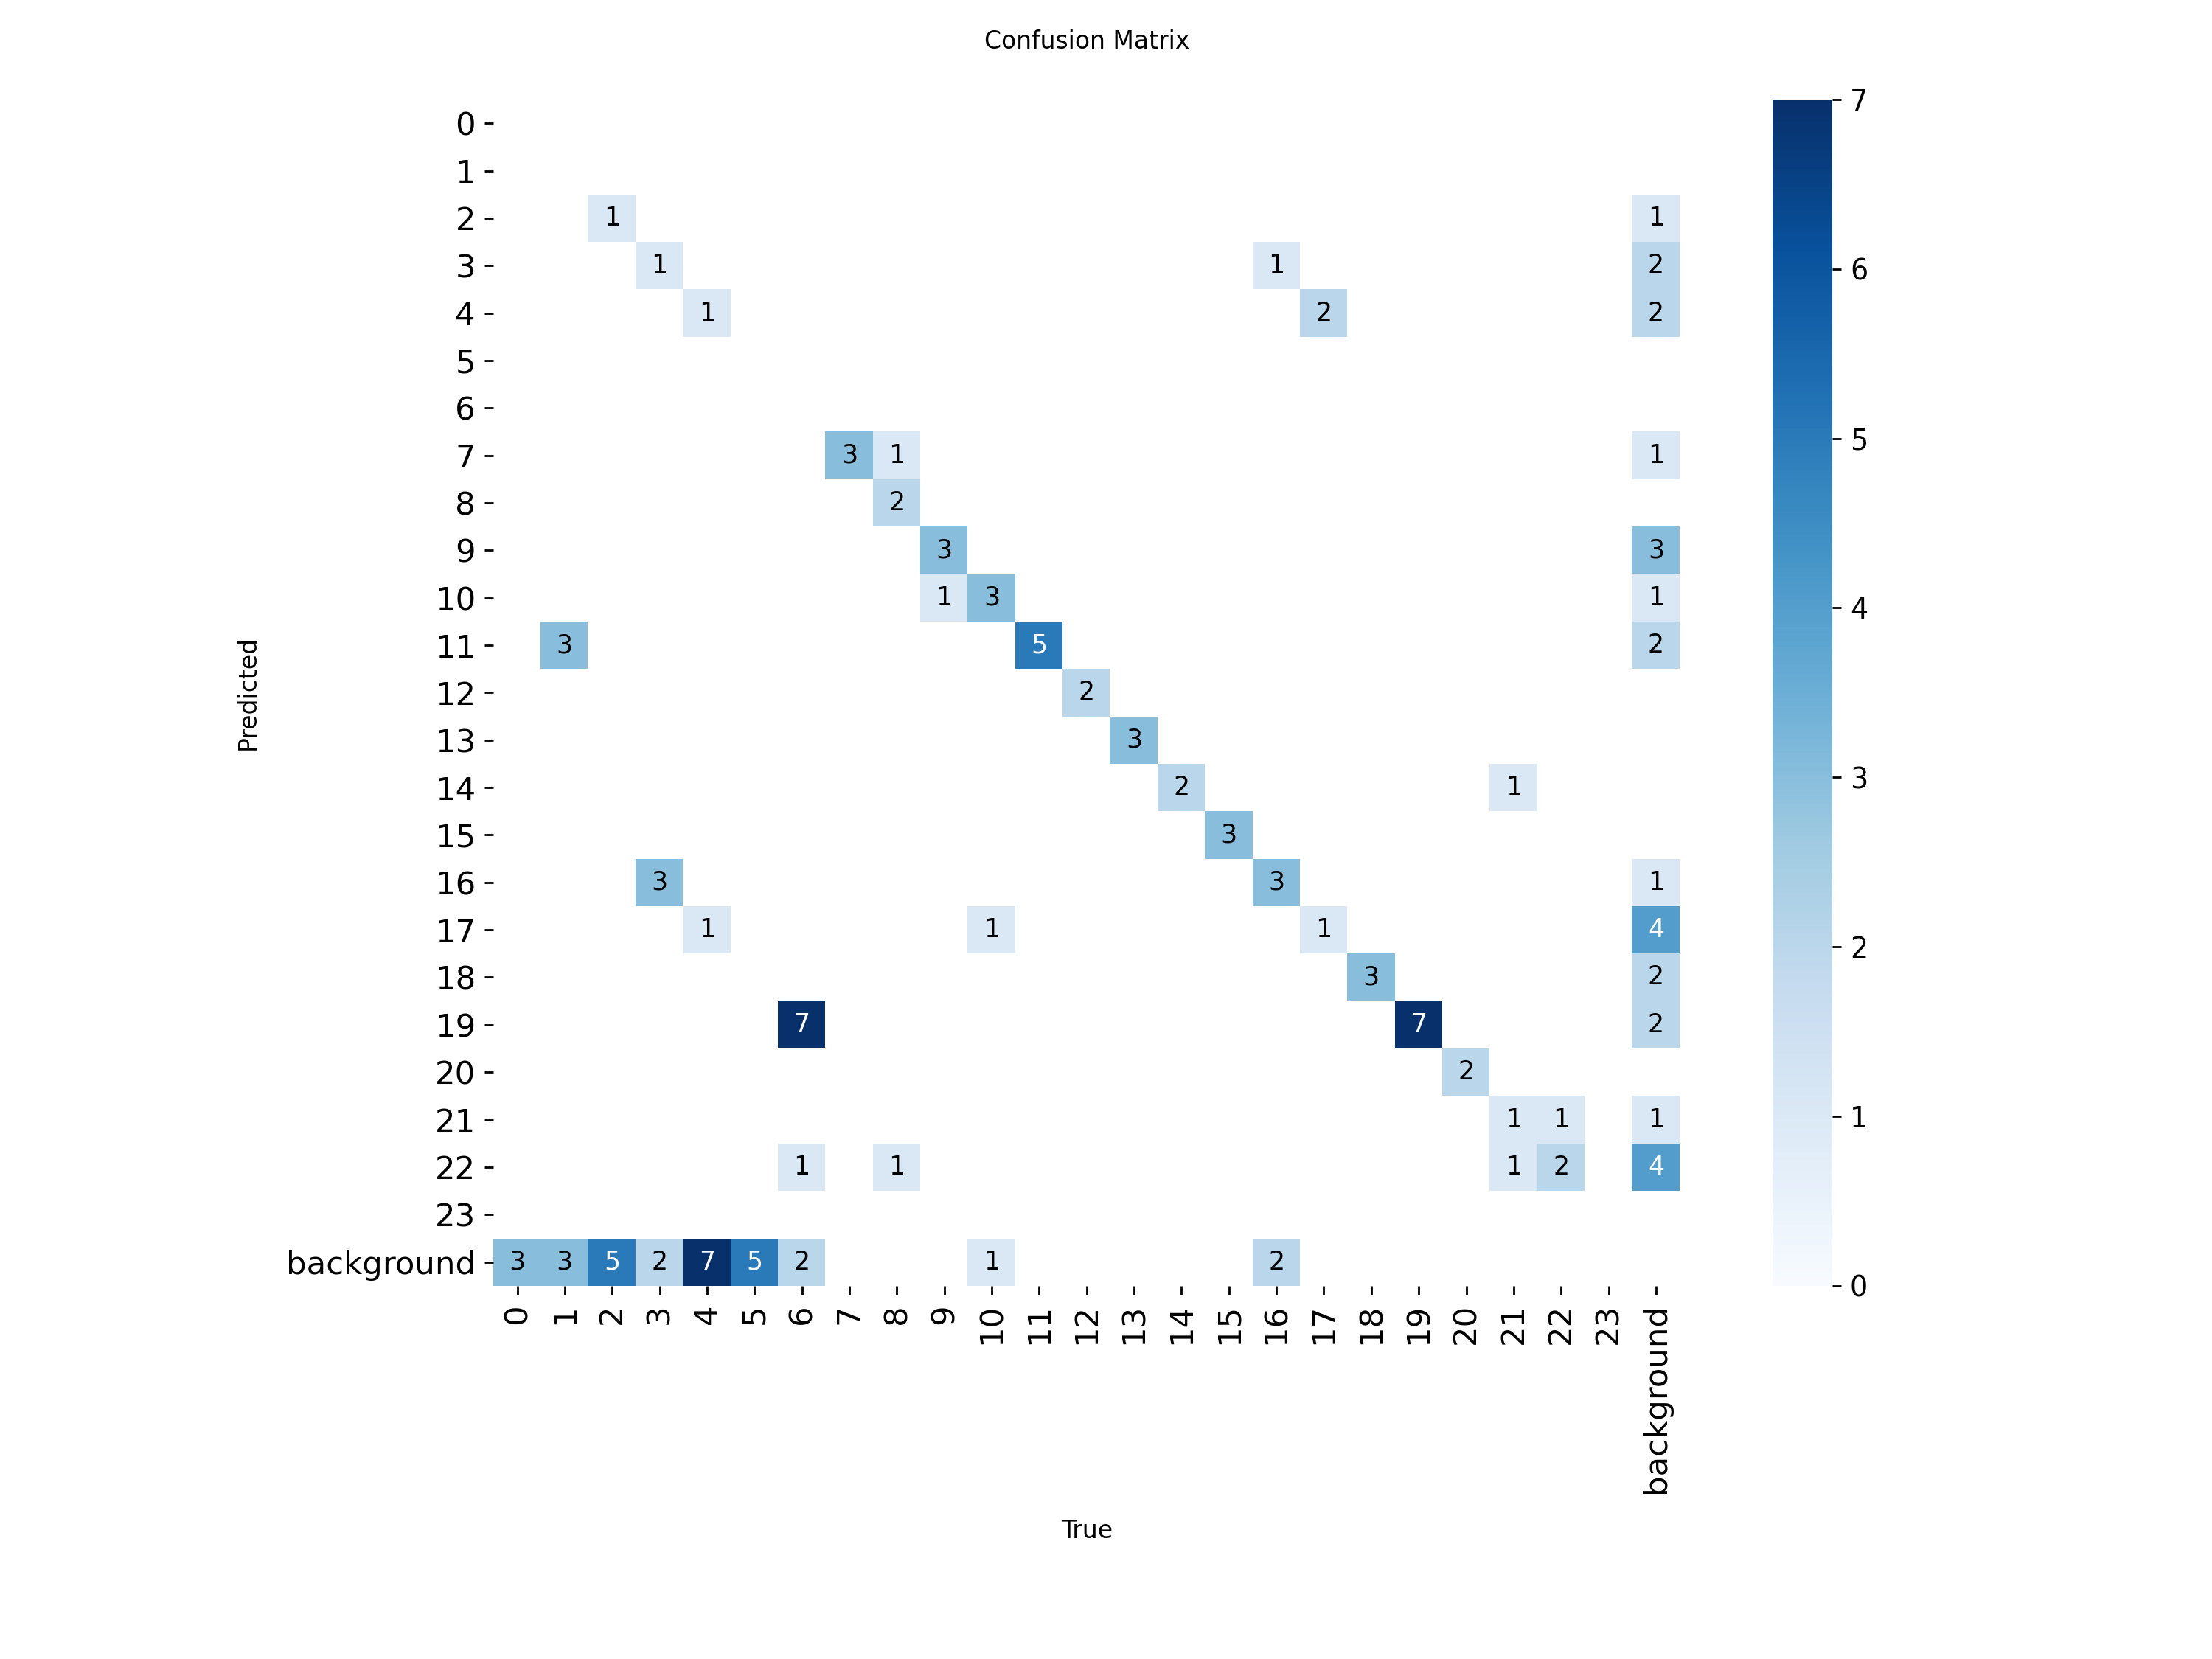 Confusion Matrix
Predicted
0
1
2 1 1
3 1 1 2
4 1 2 2
5
6
7 3 1 1
8 2
9 3 3
10 1 3 1
11 3 5 2
12 2
13 3
14 2 1
15 3
16 3 3 1
17 1 1 1 4
18 3 2
19 7 7 2
20 2
21 1 1 1
22 1 1 1 2 4
23
background 3 3 5 2 7 5 2 1 2
0 1 2 3 4 5 6 7 8 9 10 11 12 13 14 15 16 17 18 19 20 21 22 23 background
True
7
6
5
4
3
2
1
0